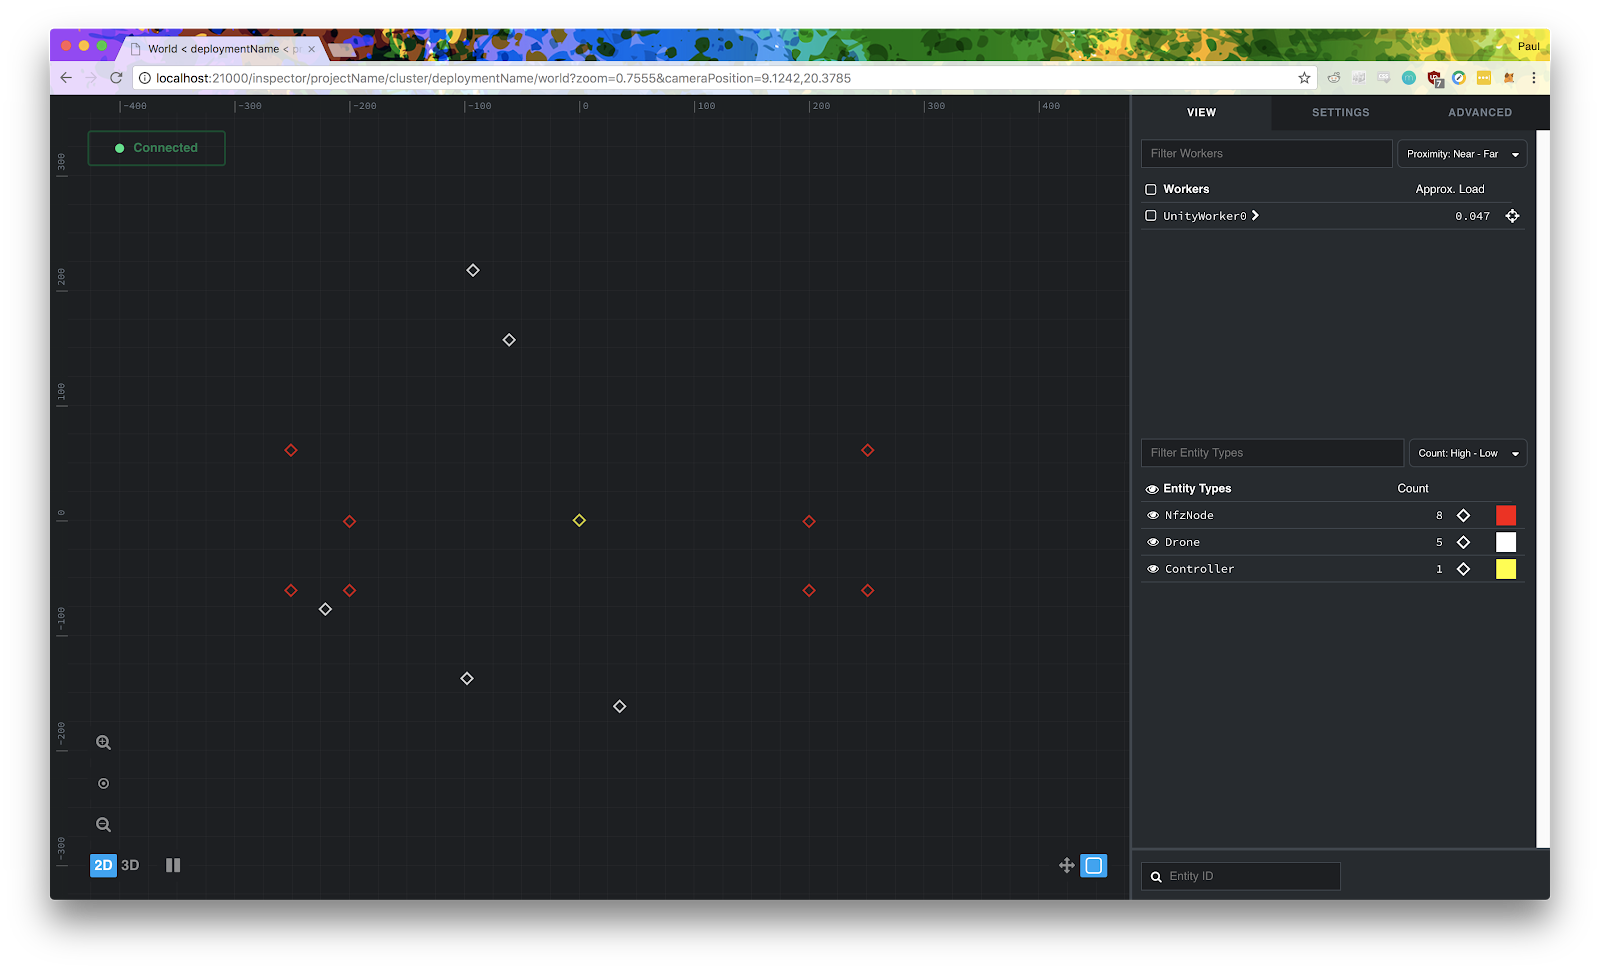 Paul
World < deploymentName < p
localhost:21000/inspector/projectName/cluster/deploymentName/world?zoom=0.7555&cameraPosition=9.1242,20.3785
7
-400 -300 -200 -100 0 100 200 300 400
VIEW SETTINGS ADVANCED
Connected
Filter Workers Proximity: Near - Far
Workers Approx. Load
UnityWorker0 0.047
300
200
100
0
-100
-200
-300
Filter Entity Types Count: High - Low
Entity Types Count
NfzNode 8
Drone 5
Controller 1
2D 3D
Entity ID